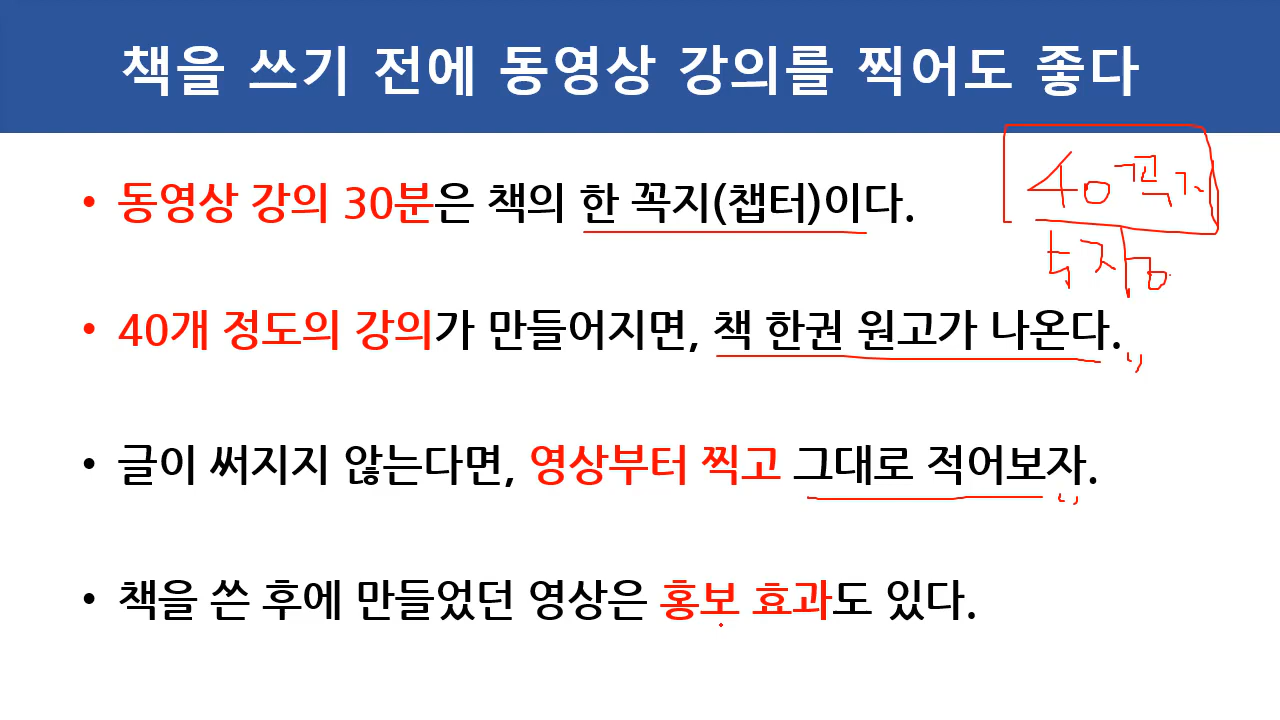 책을 쓰기 전에 동영상 강의를 찍어도 좋다
40꼭지
• 동영상 강의 30분은 책의 한 꼭지(챕터)이다.
• 40개 정도의 강의가 만들어지면, 책 한권 원고가 나온다.
• 글이 써지지 않는다면, 영상부터 찍고 그대로 적어보자.
• 책을 쓴 후에 만들었던 영상은 홍보 효과도 있다.